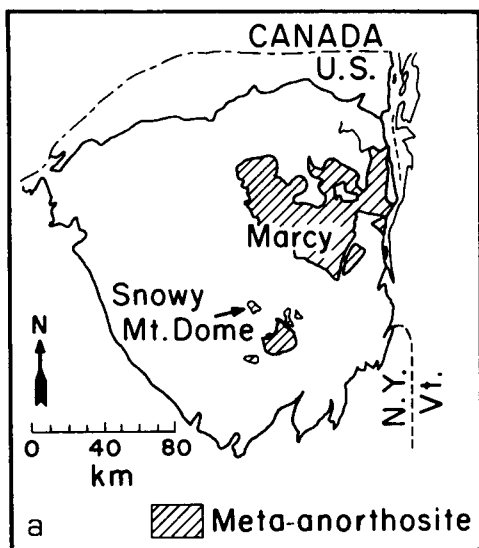 CANADA
U.S.
Marcy
Snowy
Mt. Dome
N
0 40 80
km
N.Y.
Vt.
a
Meta-anorthosite